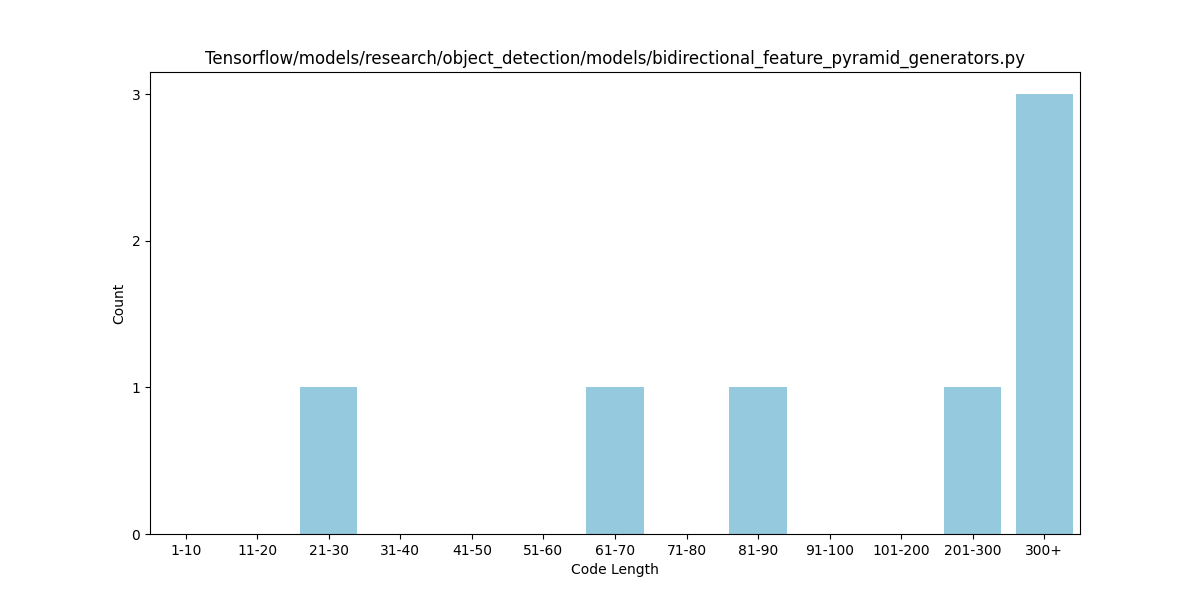 Tensorflow/models/research/object_detection/models/bidirectional_feature_pyramid_generators.py
Count
3
2
1
0
1-10 11-20 21-30 31-40 41-50 51-60 61-70 71-80 81-90 91-100 101-200 201-300 300+
Code Length